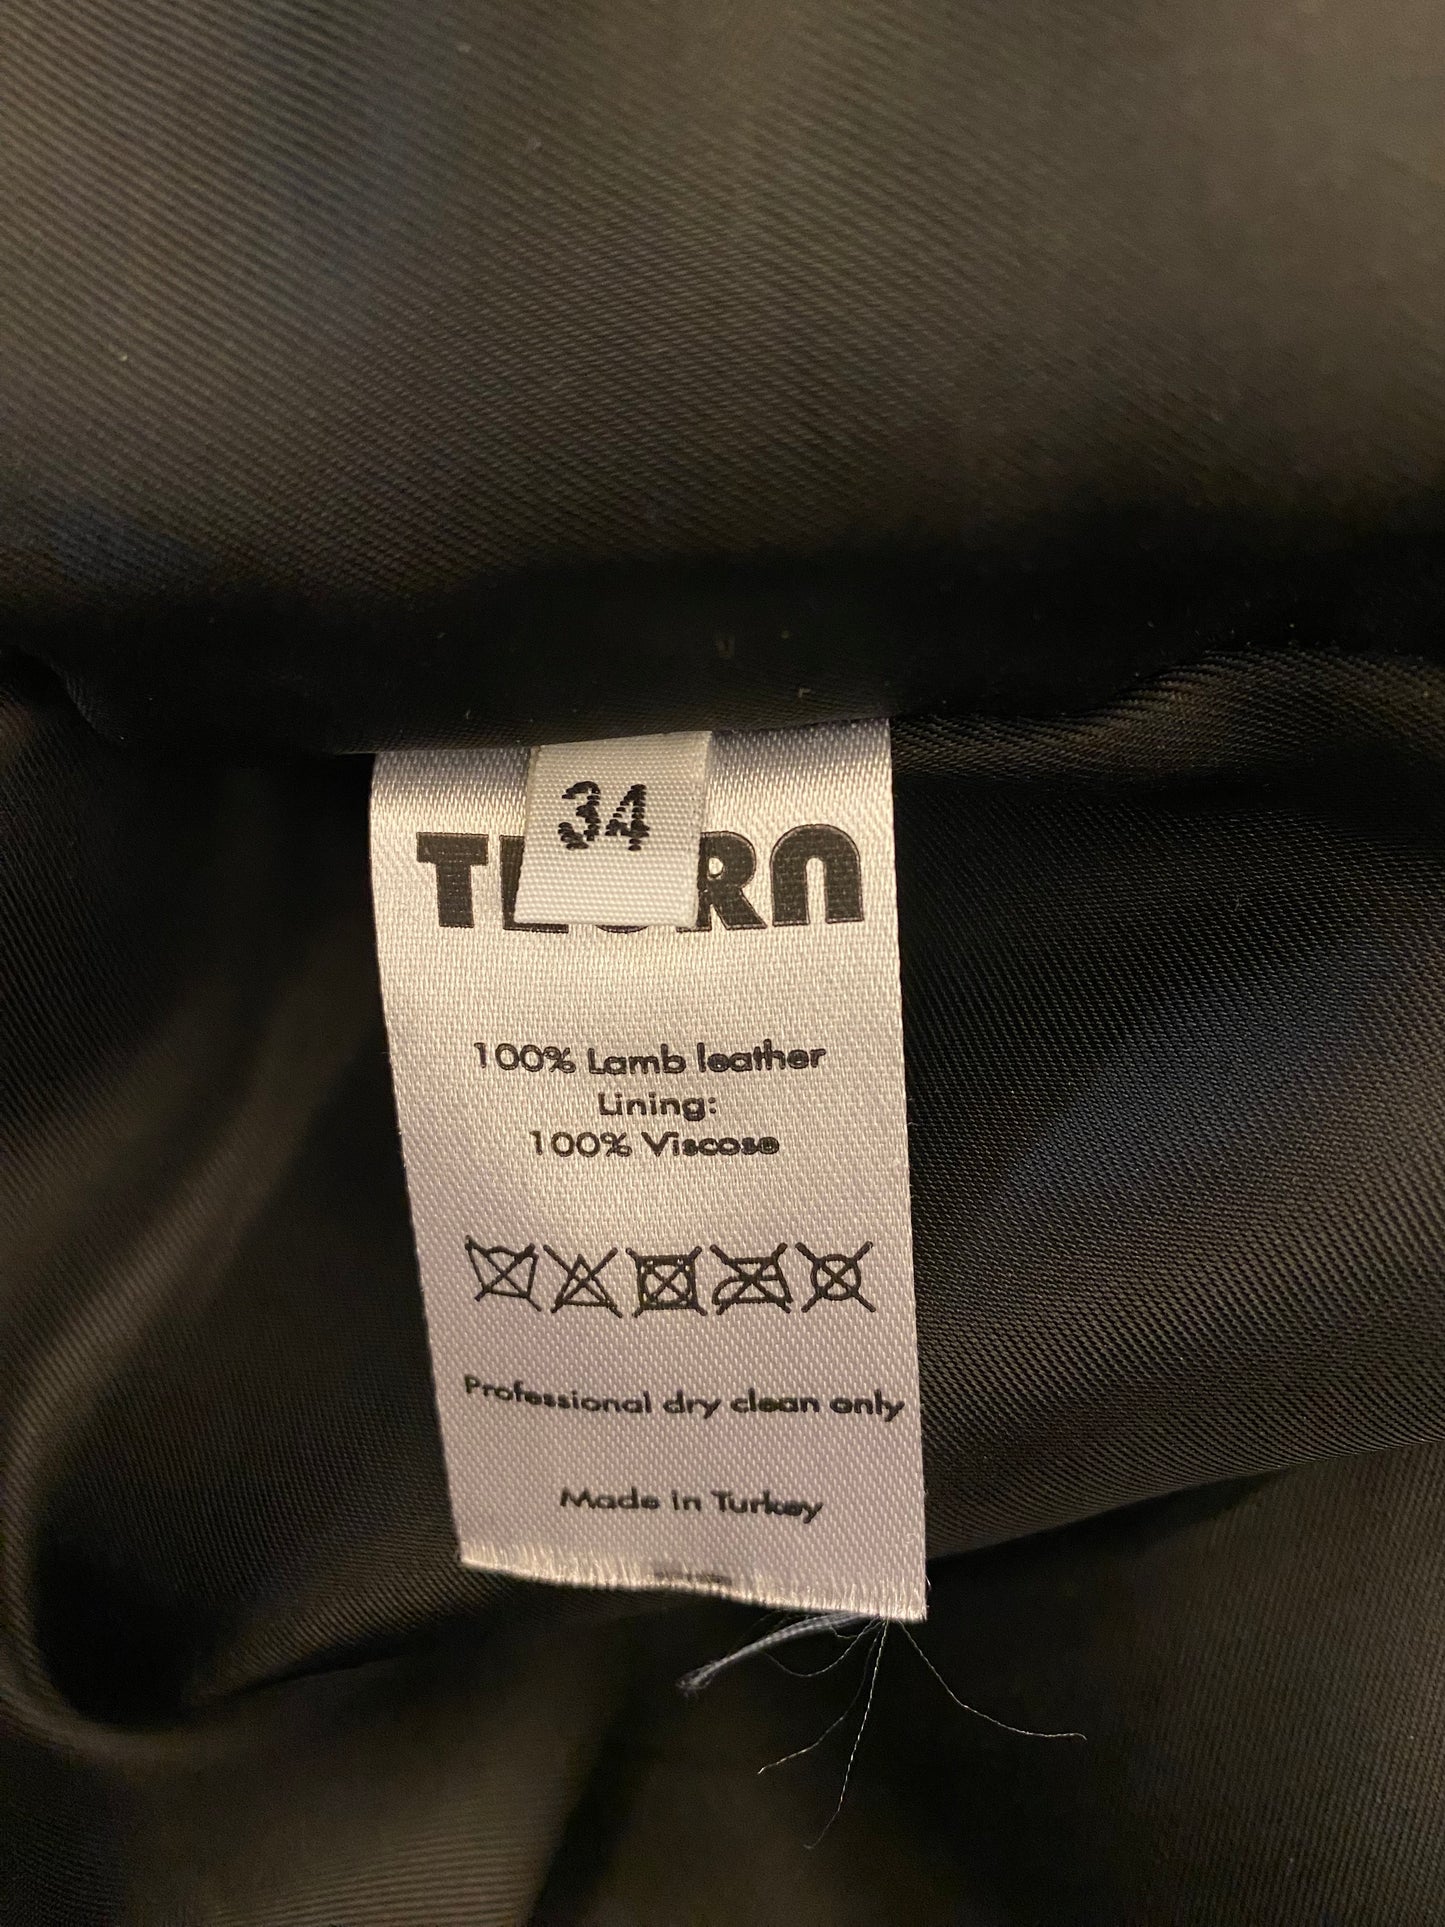 34
100% Lamb leather
Lining:
100% Viscose
Professional dry clean only
Made in Turkey